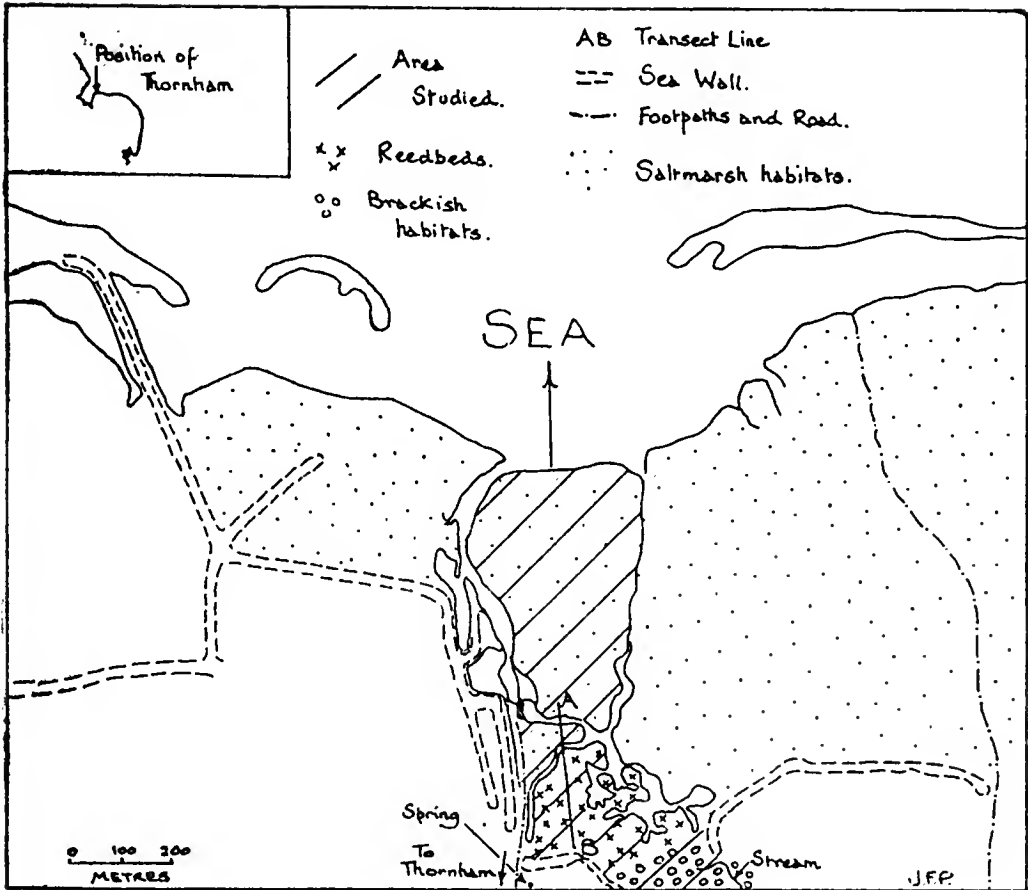 Position of
Thornham
Area
Studied.
Reedbeds.
Brackish
habitats.
AB Transect Line
Sea Wall.
Footpaths and Road.
Saltmarsh habitats.
SEA
A
Spring
To
Thornham
Stream
0 100 200
METRES
J.F.P.